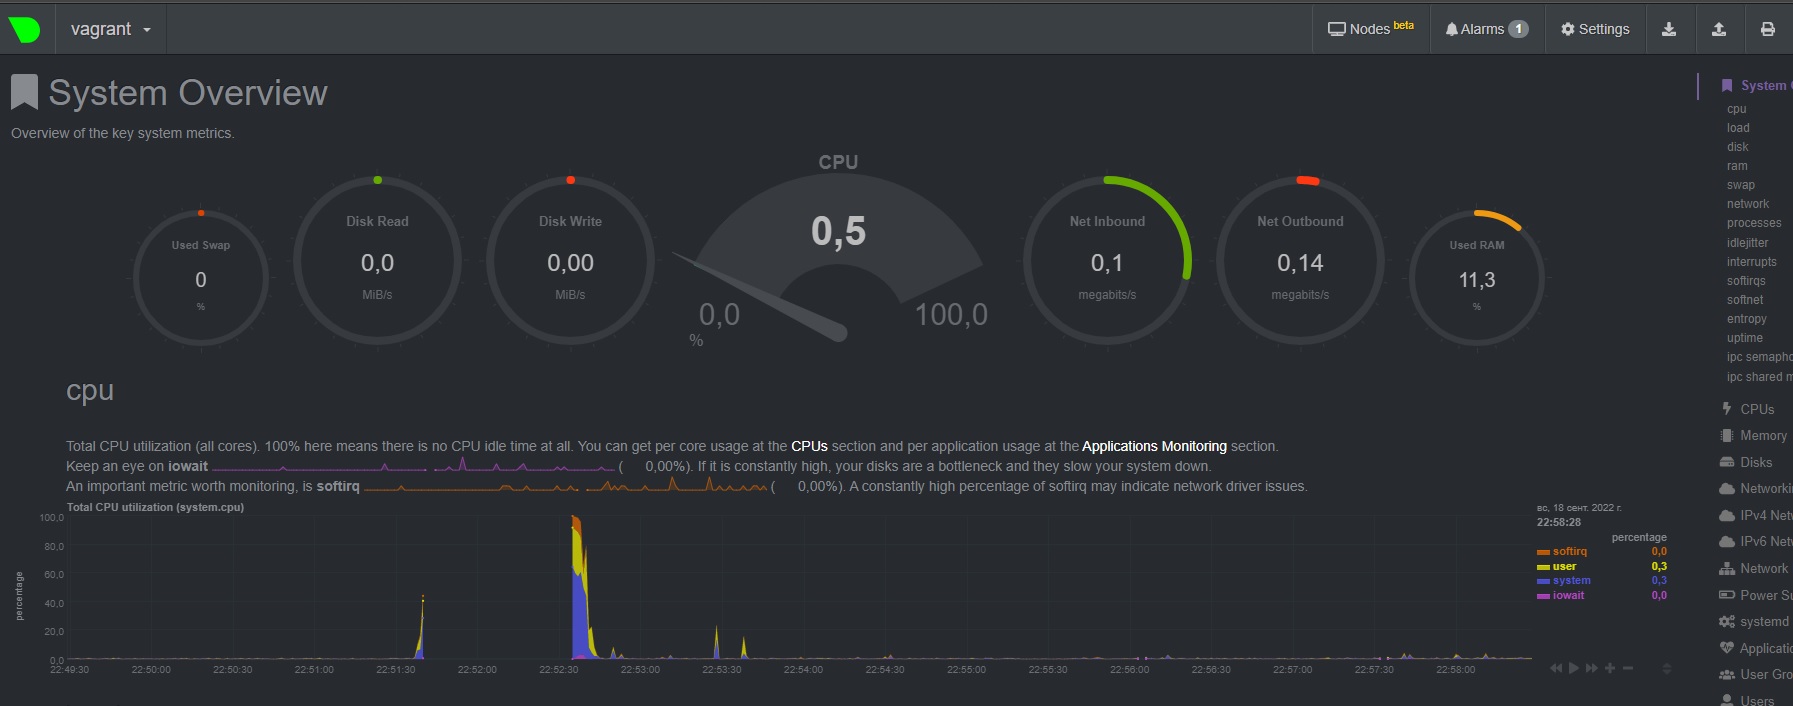 vagrant
Nodes beta
Alarms 1
Settings
System Overview
Overview of the key system metrics.
Used Swap
0
%
Disk Read
0,0
MiB/s
Disk Write
0,00
MiB/s
CPU
0,5
0,0
100,0
%
Net Inbound
0,1
megabits/s
Net Outbound
0,14
megabits/s
Used RAM
11,3
%
cpu
Total CPU utilization (all cores). 100% here means there is no CPU idle time at all. You can get per core usage at the CPUs section and per application usage at the Applications Monitoring section.
Keep an eye on iowait ( 0,00%). If it is constantly high, your disks are a bottleneck and they slow your system down.
An important metric worth monitoring, is softirq ( 0,00%). A constantly high percentage of softirq may indicate network driver issues.
Total CPU utilization (system.cpu)
percentage
100,0
80,0
60,0
40,0
20,0
0,0
22:49:30 22:50:00 22:50:30 22:51:00 22:51:30 22:52:00 22:52:30 22:53:00 22:53:30 22:54:00 22:54:30 22:55:00 22:55:30 22:56:00 22:56:30 22:57:00 22:57:30 22:58:00
вс, 18 сент. 2022 г.
22:58:28
percentage
softirq 0,0
user 0,3
system 0,3
iowait 0,0
System
cpu
load
disk
ram
swap
network
processes
idlejitter
interrupts
softirqs
softnet
entropy
uptime
ipc semapho
ipc shared m
CPUs
Memory
Disks
Networkin
IPv4 Netw
IPv6 Netw
Network
Power Su
systemd
Applicatio
User Gro
Users